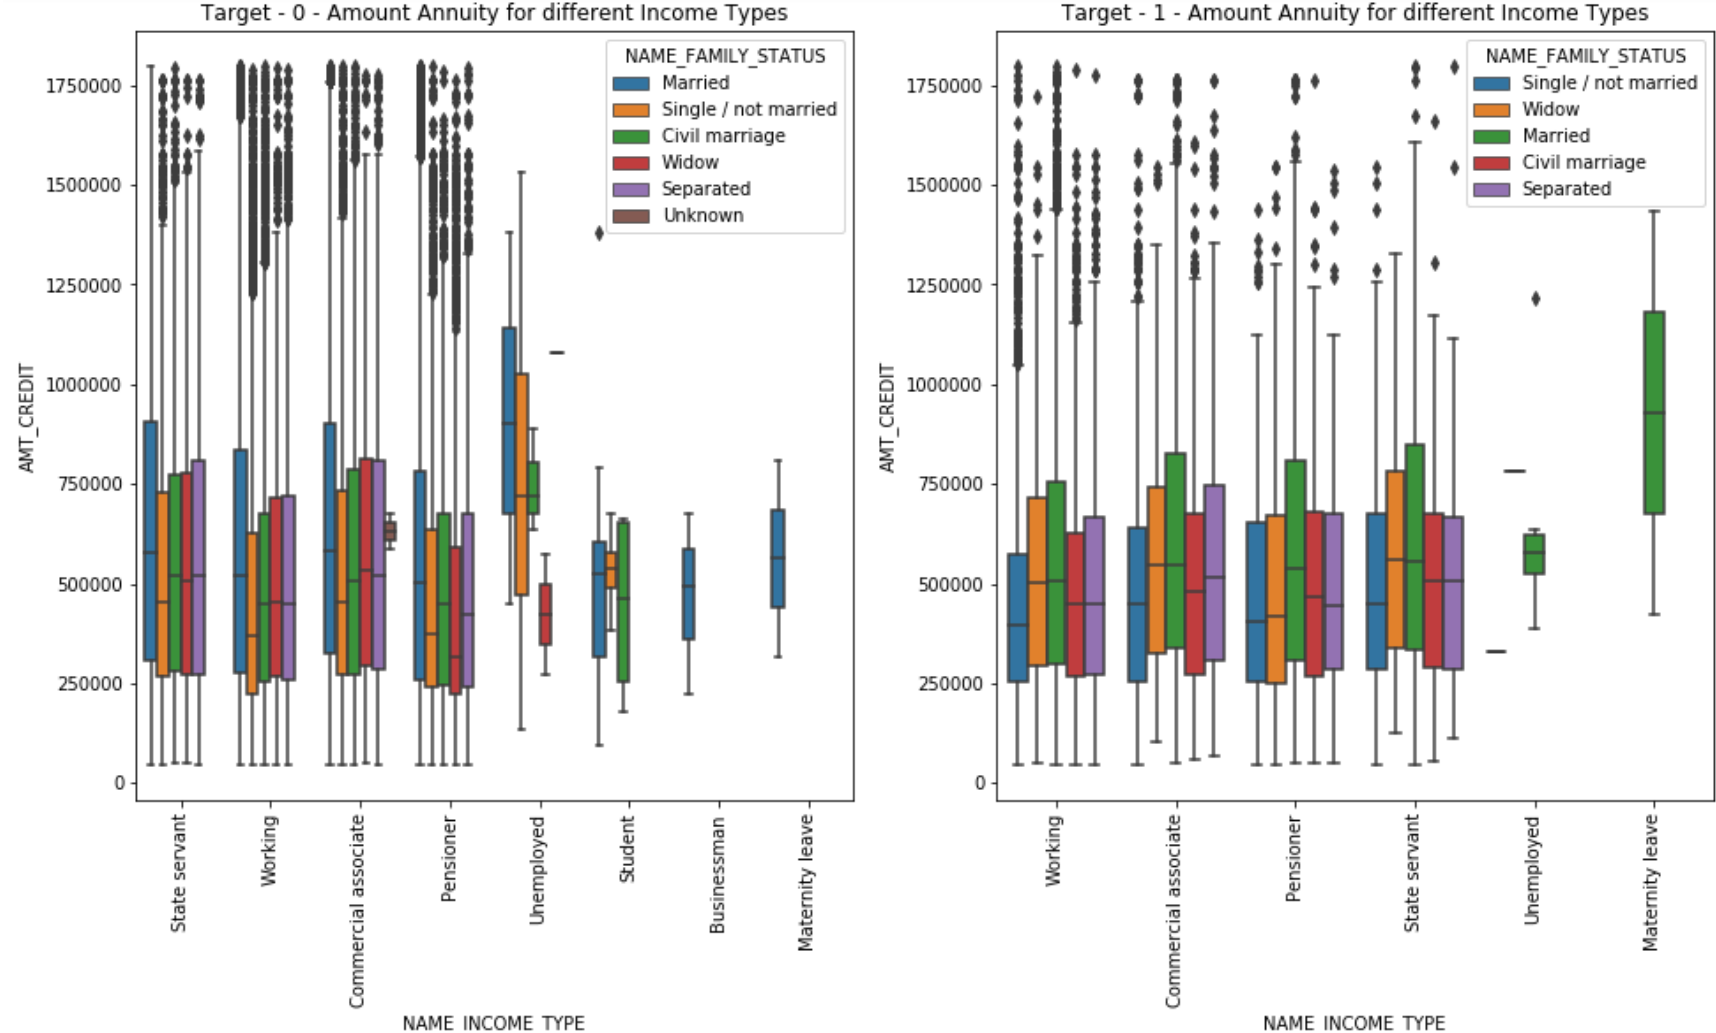 Target - 0 - Amount Annuity for different Income Types
NAME_FAMILY_STATUS
Married
Single / not married
Civil marriage
Widow
Separated
Unknown
1750000
1500000
1250000
1000000
750000
500000
250000
0
AMT_CREDIT
State servant
Working
Commercial associate
Pensioner
Unemployed
Student
Businessman
Maternity leave
NAME_INCOME_TYPE
Target - 1 - Amount Annuity for different Income Types
NAME_FAMILY_STATUS
Single / not married
Widow
Married
Civil marriage
Separated
1750000
1500000
1250000
1000000
750000
500000
250000
0
AMT_CREDIT
Working
Commercial associate
Pensioner
State servant
Unemployed
Maternity leave
NAME_INCOME_TYPE